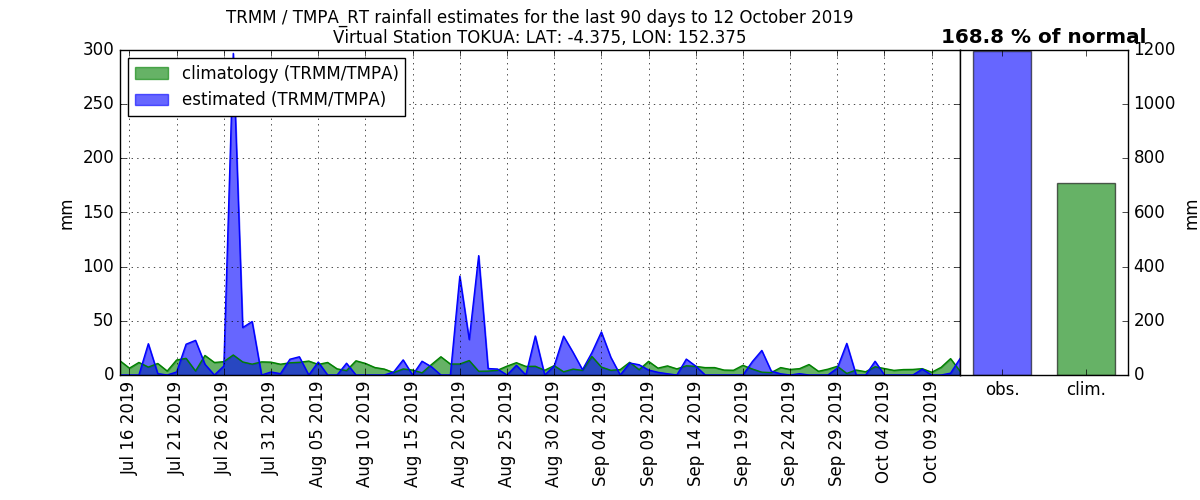 TRMM / TMPA_RT rainfall estimates for the last 90 days to 12 October 2019
Virtual Station TOKUA: LAT: -4.375, LON: 152.375
168.8 % of normal
climatology (TRMM/TMPA)
estimated (TRMM/TMPA)
300
250
200
150
100
50
0
mm
Jul 16 2019
Jul 21 2019
Jul 26 2019
Jul 31 2019
Aug 05 2019
Aug 10 2019
Aug 15 2019
Aug 20 2019
Aug 25 2019
Aug 30 2019
Sep 04 2019
Sep 09 2019
Sep 14 2019
Sep 19 2019
Sep 24 2019
Sep 29 2019
Oct 04 2019
Oct 09 2019
1200
1000
800
600
400
200
0
mm
obs.
clim.